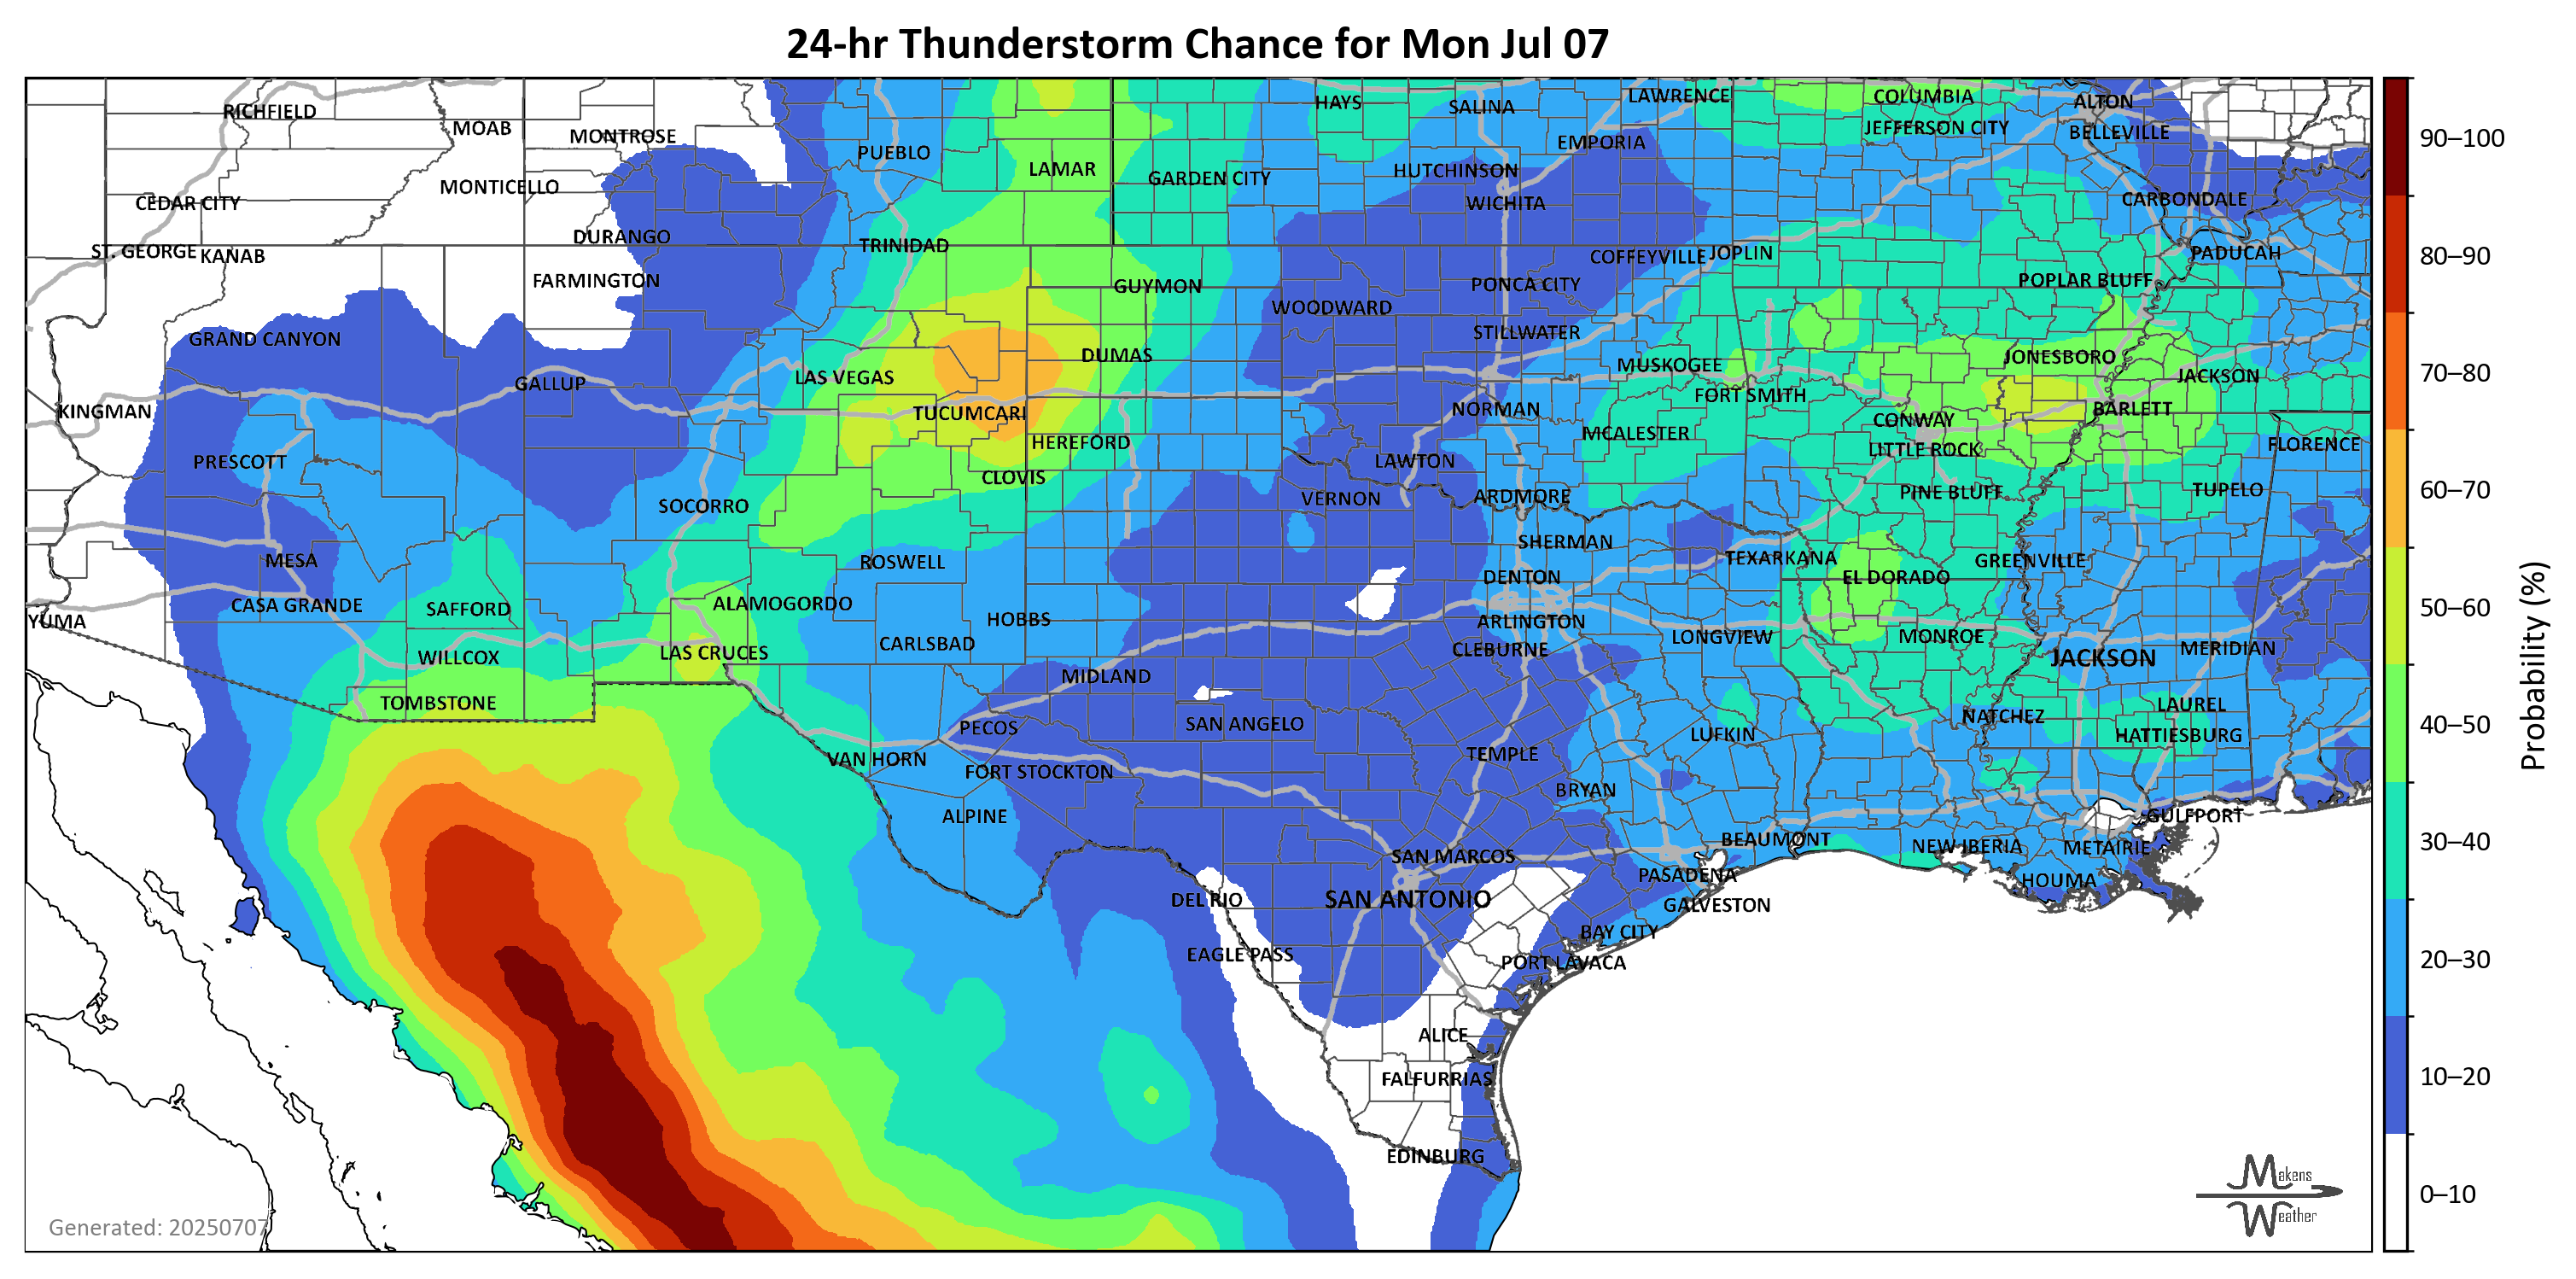 24-hr Thunderstorm Chance for Mon Jul 07
RICHFIELD
MOAB
MONTROSE
PUEBLO
LAMAR
HAYS
SALINA
LAWRENCE
COLUMBIA
ALTON
EMPORIA
JEFFERSON CITY
BELLEVILLE
90–100
MONTICELLO
GARDEN CITY
HUTCHINSON
CEDAR CITY
WICHITA
CARBONDALE
DURANGO
TRINIDAD
ST. GEORGE
KANAB
COFFEYVILLE
JOPLIN
PADUCAH
80–90
FARMINGTON
GUYMON
PONCA CITY
POPLAR BLUFF
WOODWARD
GRAND CANYON
STILLWATER
DUMAS
MUSKOGEE
JONESBORO
70–80
GALLUP
LAS VEGAS
JACKSON
FORT SMITH
KINGMAN
TUCUMCARI
NORMAN
CONWAY
BARLETT
HEREFORD
MCALESTER
LITTLE ROCK
FLORENCE
PRESCOTT
CLOVIS
LAWTON
60–70
SOCORRO
VERNON
ARDMORE
PINE BLUFF
TUPELO
MESA
ROSWELL
SHERMAN
TEXARKANA
GREENVILLE
CASA GRANDE
SAFFORD
ALAMOGORDO
DENTON
EL DORADO
50–60
YUMA
HOBBS
ARLINGTON
CARLSBAD
LONGVIEW
MONROE
WILLCOX
LAS CRUCES
CLEBURNE
JACKSON
MERIDIAN
Probability (%)
TOMBSTONE
MIDLAND
LAUREL
PECOS
SAN ANGELO
NATCHEZ
40–50
VAN HORN
TEMPLE
LUFKIN
HATTIESBURG
FORT STOCKTON
BRYAN
ALPINE
GULFPORT
30–40
SAN MARCOS
BEAUMONT
NEW IBERIA
METAIRIE
DEL RIO
SAN ANTONIO
PASADENA
HOUMA
GALVESTON
EAGLE PASS
BAY CITY
PORT LAVACA
20–30
ALICE
FALFURRIAS
10–20
EDINBURG
Makens
Weather
0–10
Generated: 20250707